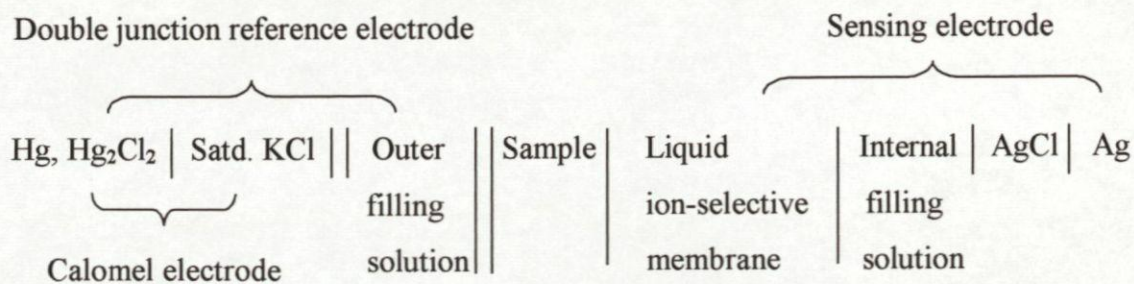 Double junction reference electrode
Sensing electrode
Hg, Hg₂Cl₂ | Satd. KCl || Outer || Sample | Liquid | Internal | AgCl | Ag
filling ion-selective filling
solution membrane solution
Calomel electrode